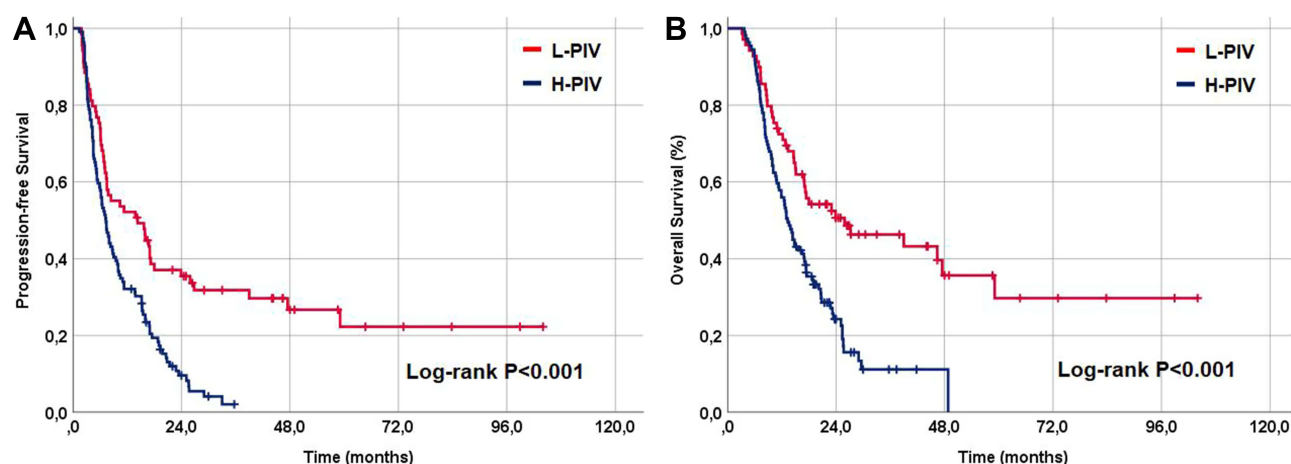 A
Progression-free Survival
1,0
0,8
0,6
0,4
0,2
0,0
L-PIV
H-PIV
Log-rank P<0.001
,0 24,0 48,0 72,0 96,0 120,0
Time (months)
B
Overall Survival (%)
1,0
0,8
0,6
0,4
0,2
0,0
L-PIV
H-PIV
Log-rank P<0.001
,0 24,0 48,0 72,0 96,0 120,0
Time (months)